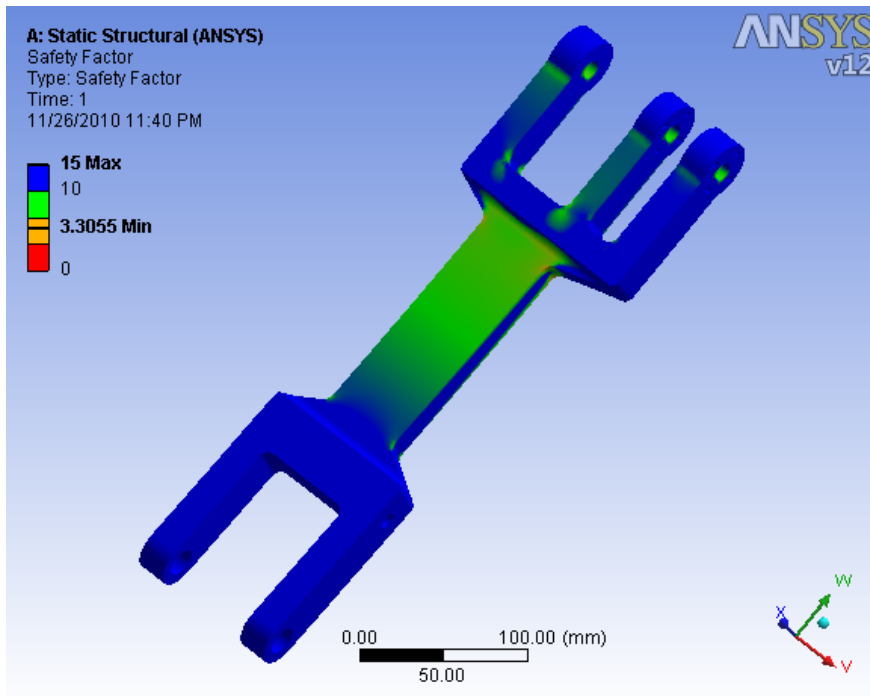 A: Static Structural (ANSYS)
Safety Factor
Type: Safety Factor
Time: 1
11/26/2010 11:40 PM
ANSYS
v12
15 Max
10
3.3055 Min
0
0.00
100.00 (mm)
50.00
W
X
V